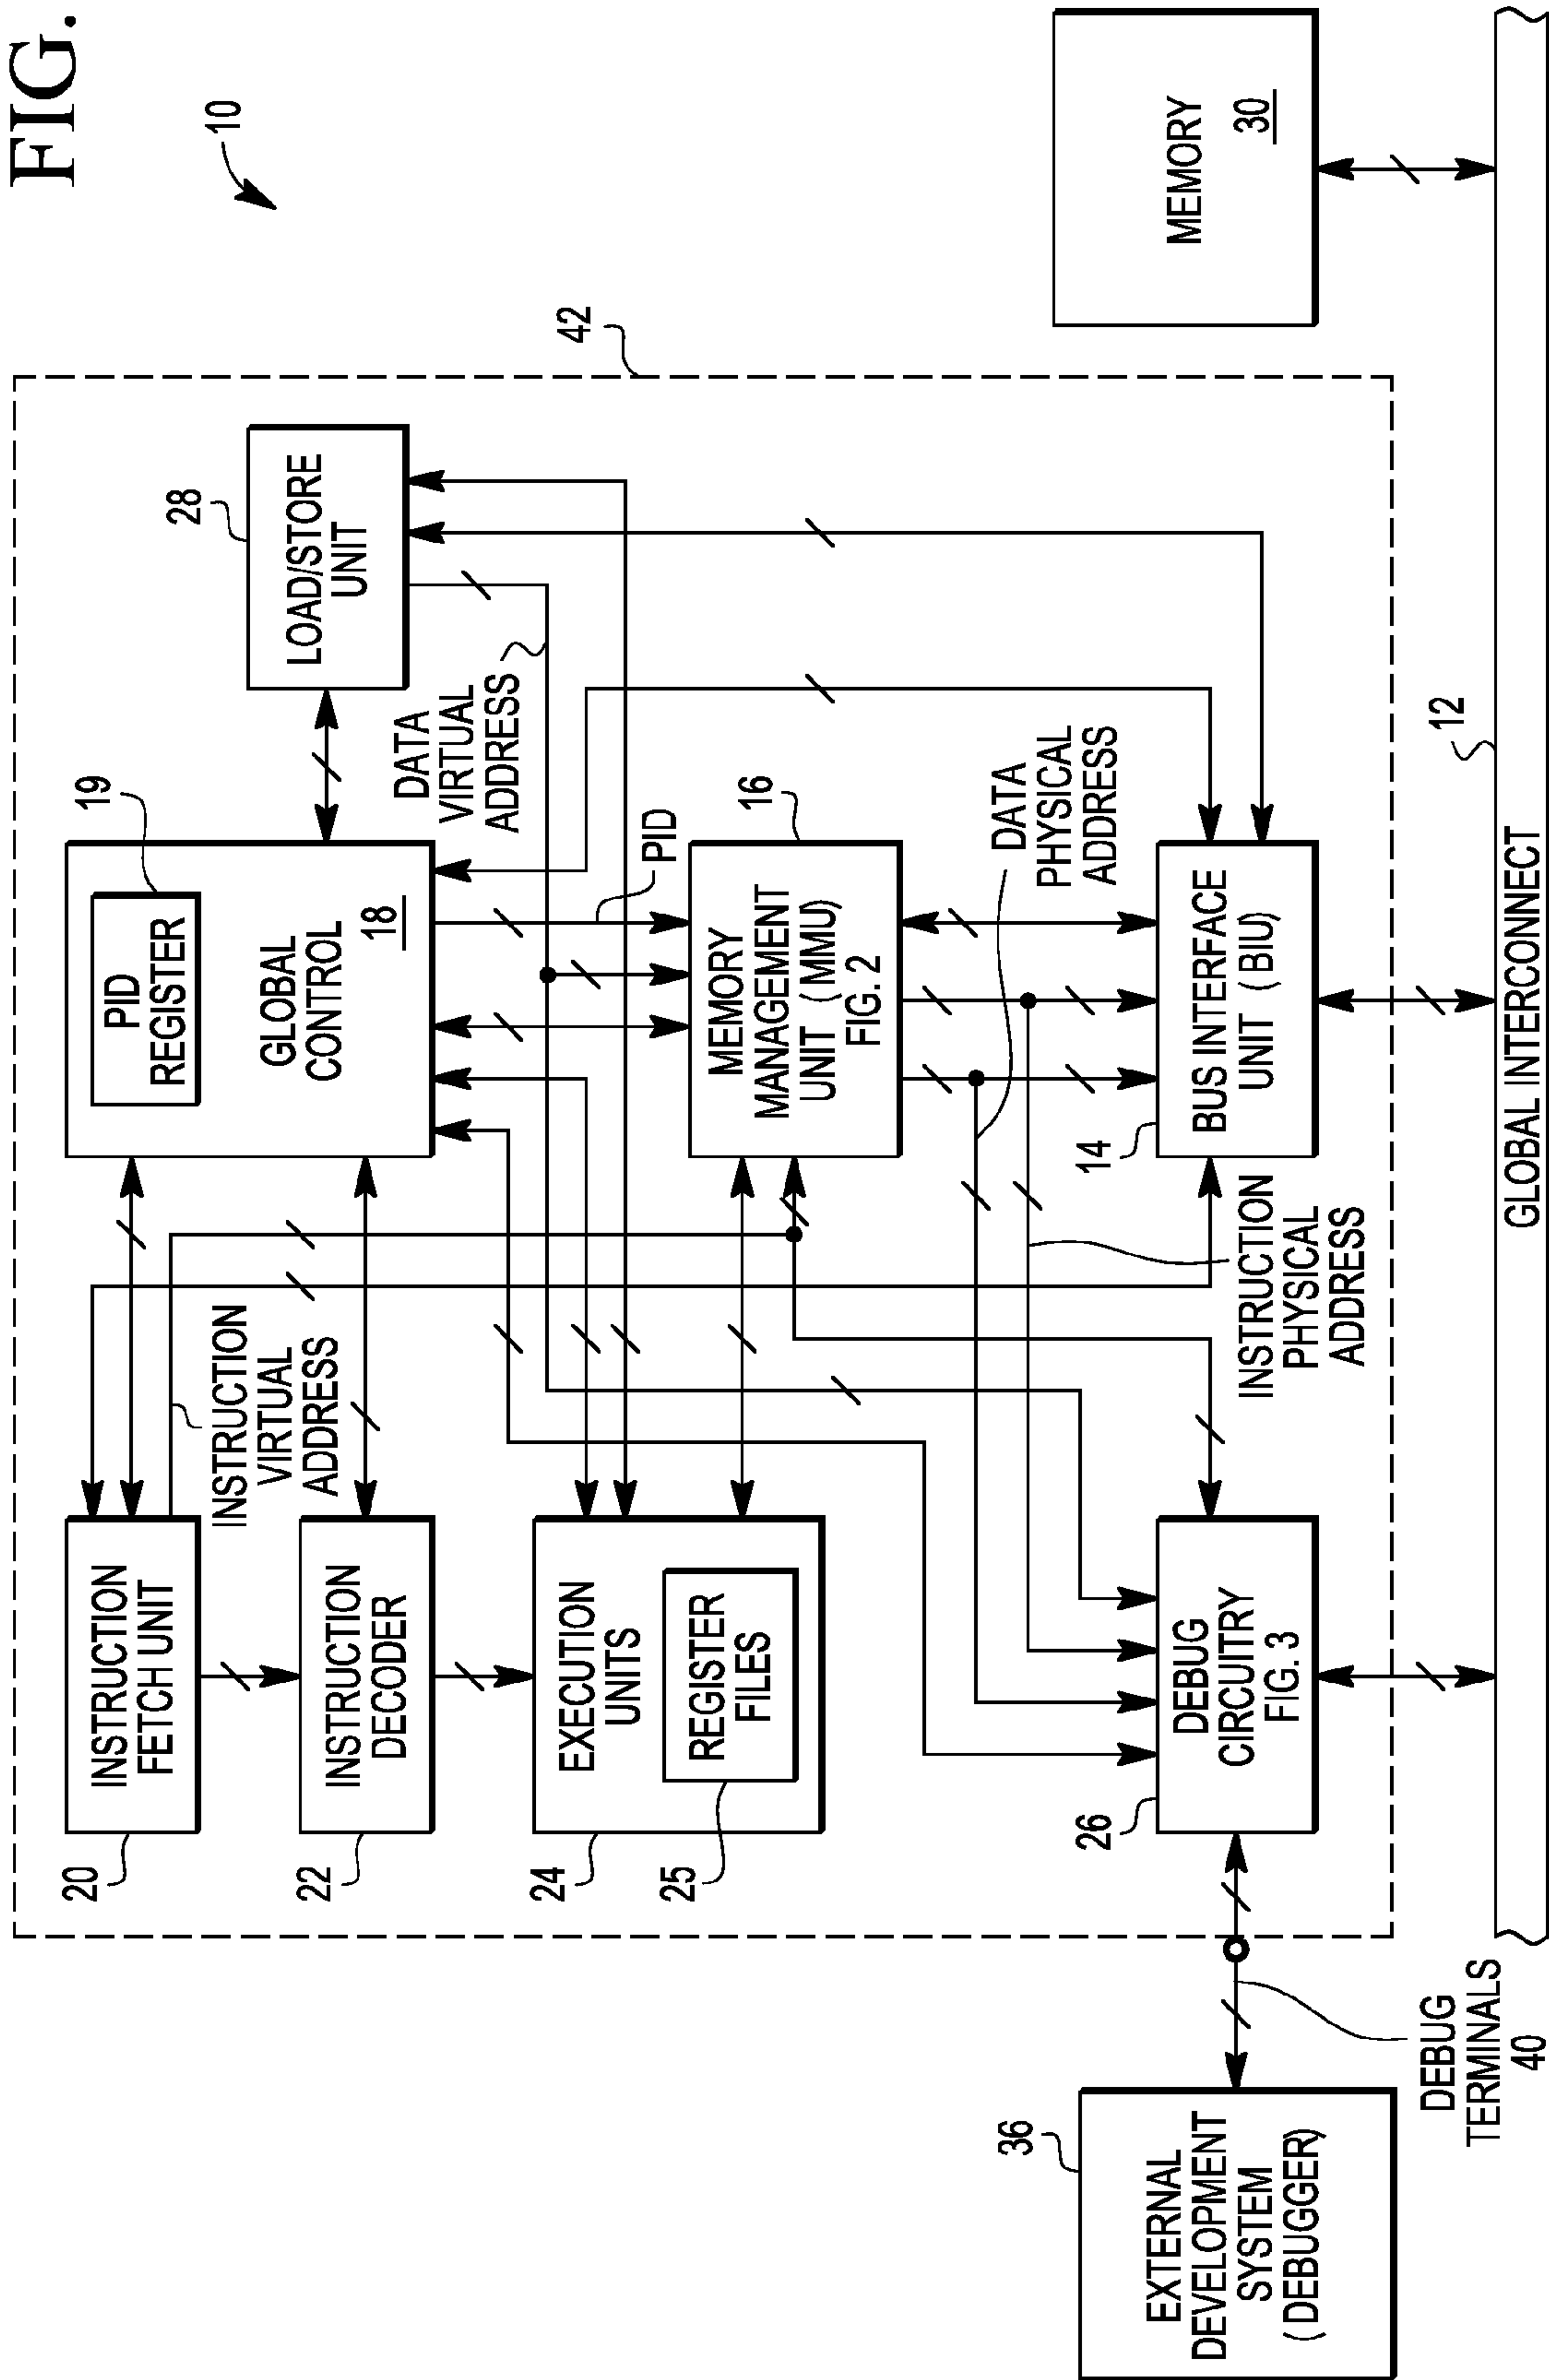 FIG.
10
42
20
INSTRUCTION
FETCH UNIT
INSTRUCTION
VIRTUAL
ADDRESS
19
PID
REGISTER
GLOBAL
CONTROL
18
28
LOAD/STORE
UNIT
22
INSTRUCTION
DECODER
DATA
VIRTUAL
ADDRESS
PID
24
EXECUTION
UNITS
25
REGISTER
FILES
16
MEMORY
MANAGEMENT
UNIT (MMU)
FIG. 2
DATA
PHYSICAL
ADDRESS
26
DEBUG
CIRCUITRY
FIG. 3
INSTRUCTION
PHYSICAL
ADDRESS
14
BUS INTERFACE
UNIT (BIU)
MEMORY
30
36
EXTERNAL
DEVELOPMENT
SYSTEM
(DEBUGGER)
DEBUG
TERMINALS
40
12
GLOBAL INTERCONNECT